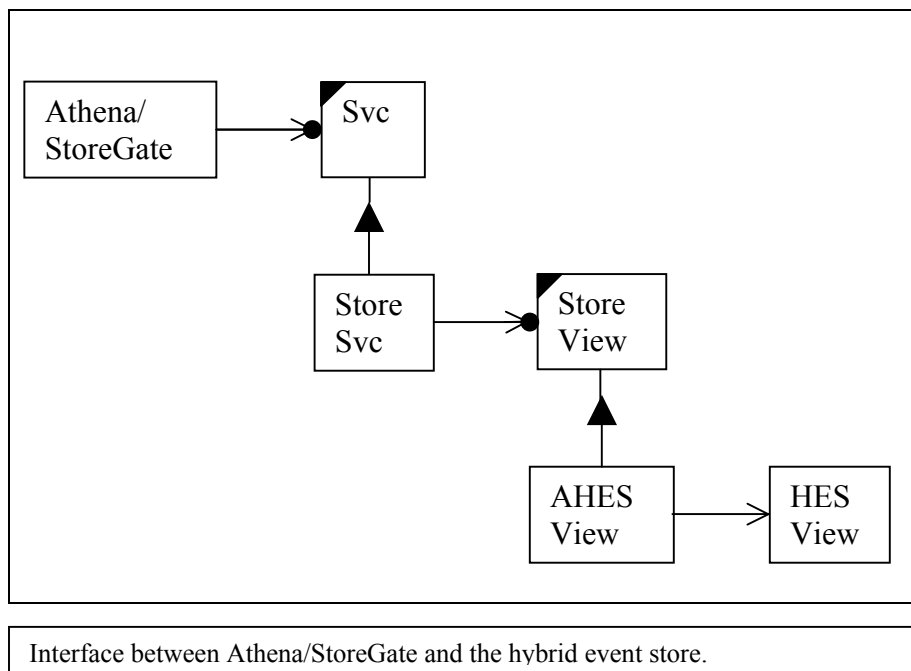 Athena/
StoreGate
Svc
Store
Svc
Store
View
AHES
View
HES
View
Interface between Athena/StoreGate and the hybrid event store.